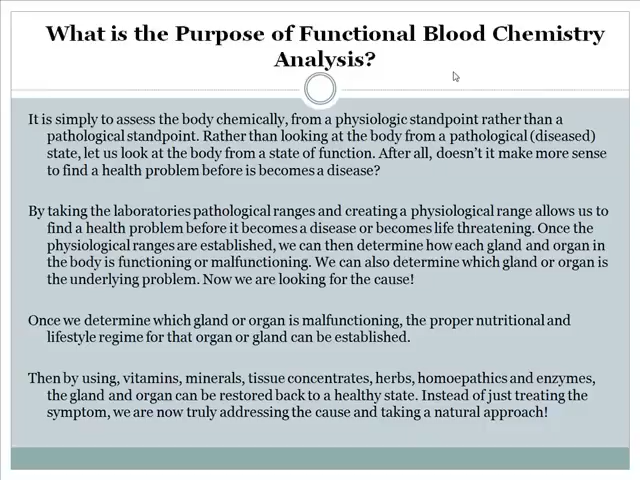 What is the Purpose of Functional Blood Chemistry
Analysis?
It is simply to assess the body chemically, from a physiologic standpoint rather than a
pathological standpoint. Rather than looking at the body from a pathological (diseased)
state, let us look at the body from a state of function. After all, doesn't it make more sense
to find a health problem before is becomes a disease?
By taking the laboratories pathological ranges and creating a physiological range allows us to
find a health problem before it becomes a disease or becomes life threatening. Once the
physiological ranges are established, we can then determine how each gland and organ in
the body is functioning or malfunctioning. We can also determine which gland or organ is
the underlying problem. Now we are looking for the cause!
Once we determine which gland or organ is malfunctioning, the proper nutritional and
lifestyle regime for that organ or gland can be established.
Then by using, vitamins, minerals, tissue concentrates, herbs, homoepathics and enzymes,
the gland and organ can be restored back to a healthy state. Instead of just treating the
symptom, we are now truly addressing the cause and taking a natural approach!